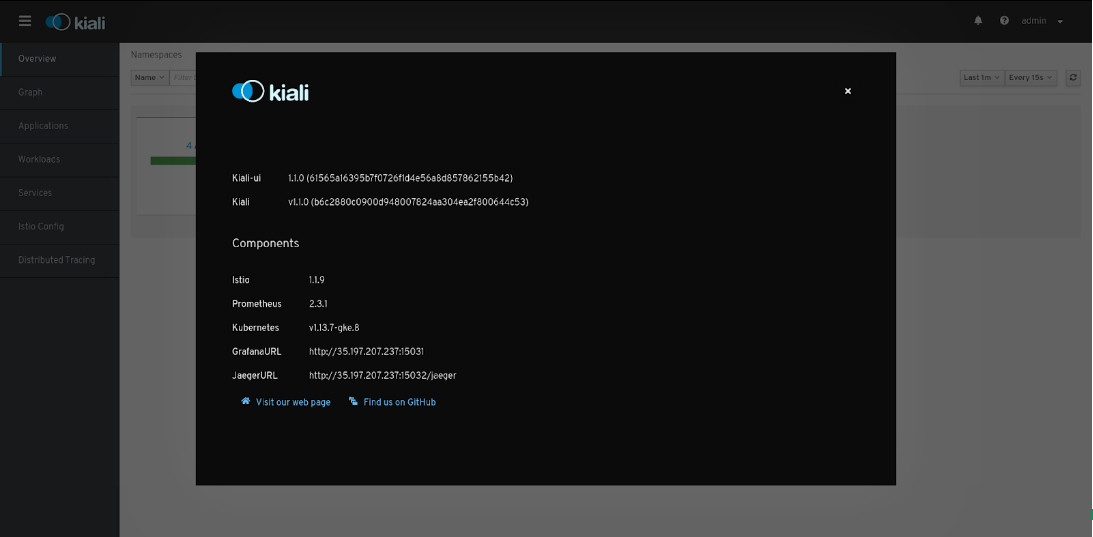 kiali
admin
Overview
Graph
Applications
Workloads
Services
Istio Config
Distributed Tracing
Namespaces
Name
Filter
Last 1m
Every 15s
4
kiali
×
Kiali-ui 1.1.0 (61565a16395b7f0726f1d4e56a8d857862155b42)
Kiali v1.1.0 (b6c2880c0900d948007824aa304ea2f800644c53)
Components
Istio 1.1.9
Prometheus 2.3.1
Kubernetes v1.13.7-gke.8
GrafanaURL http://35.197.207.237:15031
JaegerURL http://35.197.207.237:15032/jaeger
Visit our web page Find us on GitHub